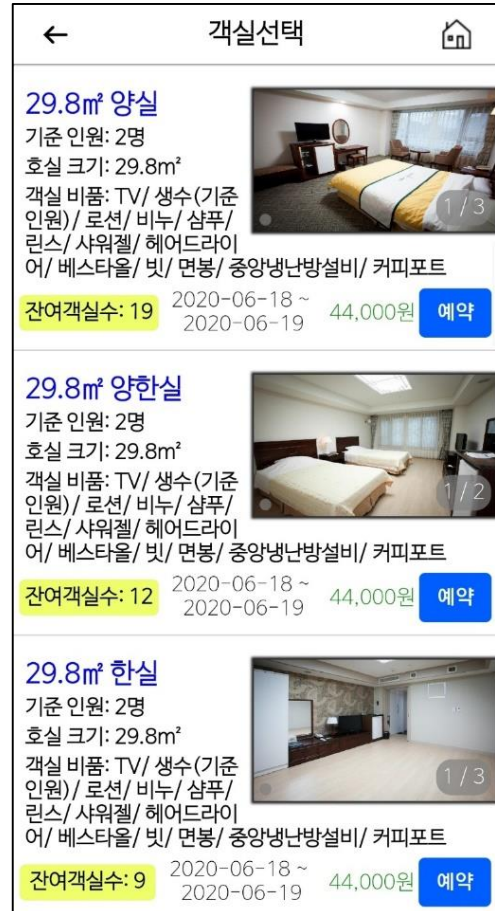 객실선택
29.8㎡ 양실
기준 인원: 2명
호실 크기: 29.8m²
객실 비품: TV/ 생수(기준
인원)/ 로션/ 비누/ 샴푸/
린스/ 샤워젤/ 헤어드라이
어/ 베스타올/ 빗/ 면봉/ 중앙냉난방설비/ 커피포트
1/3
잔여객실수: 19
2020-06-18 ~
2020-06-19
44,000원
예약
29.8㎡ 양한실
기준 인원: 2명
호실 크기: 29.8m²
객실 비품: TV/ 생수(기준
인원)/ 로션/ 비누/ 샴푸/
린스/ 샤워젤/ 헤어드라이
어/ 베스타올/ 빗/ 면봉/ 중앙냉난방설비/ 커피포트
1/2
잔여객실수: 12
2020-06-18 ~
2020-06-19
44,000원
예약
29.8㎡ 한실
기준 인원: 2명
호실 크기: 29.8m²
객실 비품: TV/ 생수(기준
인원)/ 로션/ 비누/ 샴푸/
린스/ 샤워젤/ 헤어드라이
어/ 베스타올/ 빗/ 면봉/ 중앙냉난방설비/ 커피포트
1/3
잔여객실수: 9
2020-06-18 ~
2020-06-19
44,000원
예약